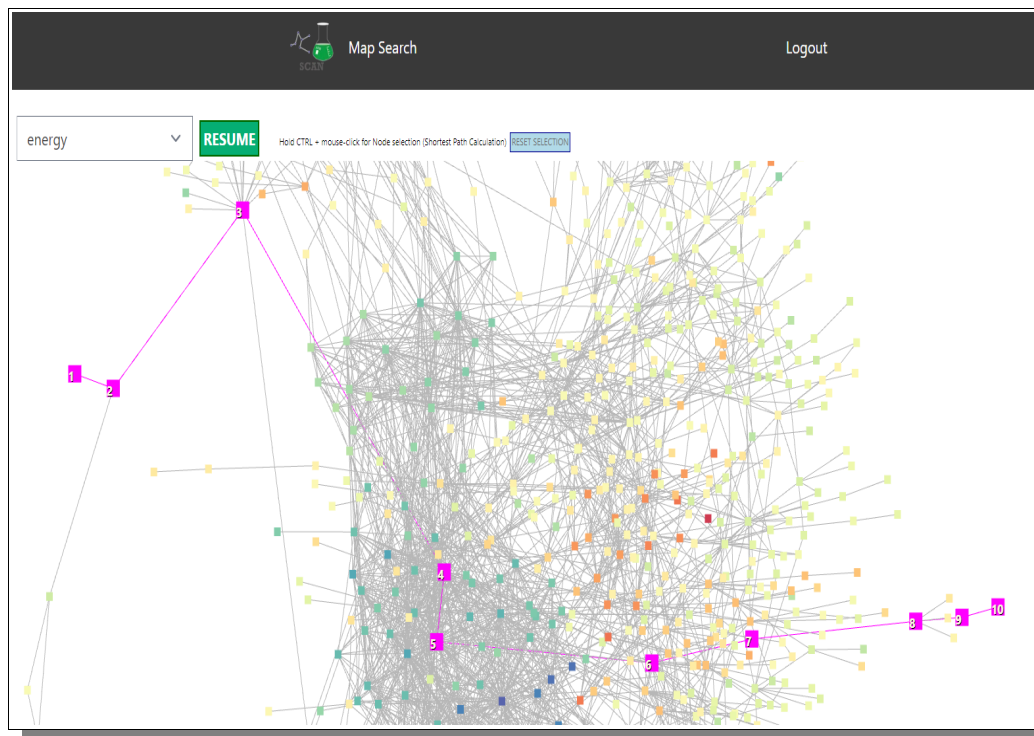 SCAN
Map Search
Logout
energy
RESUME
Hold CTRL + mouse-click for Node selection (Shortest Path Calculation)
RESET SELECTION
3
1
2
4
5
6
7
8
9
10